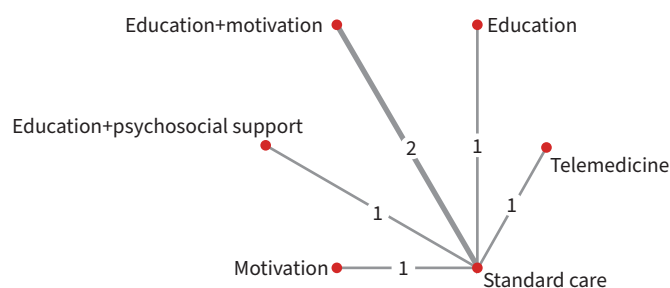 Education+motivation
Education
Education+psychosocial support
2
1
Telemedicine
1
1
Motivation
1
Standard care